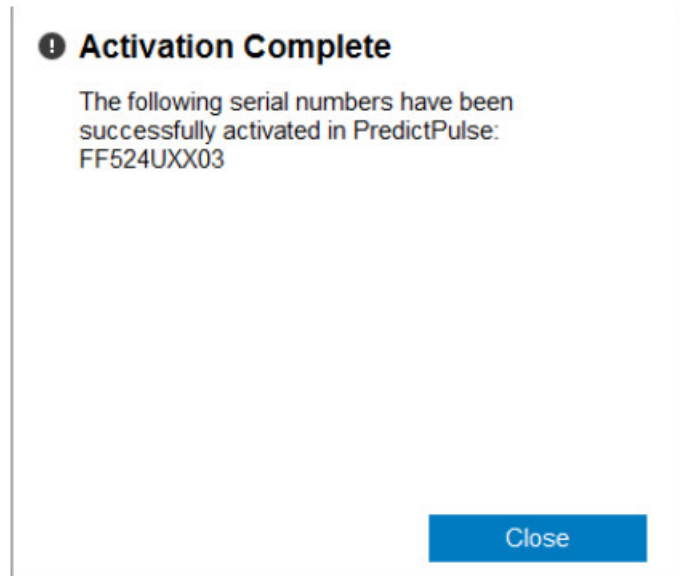 Activation Complete
The following serial numbers have been
successfully activated in PredictPulse:
FF524UXX03
Close